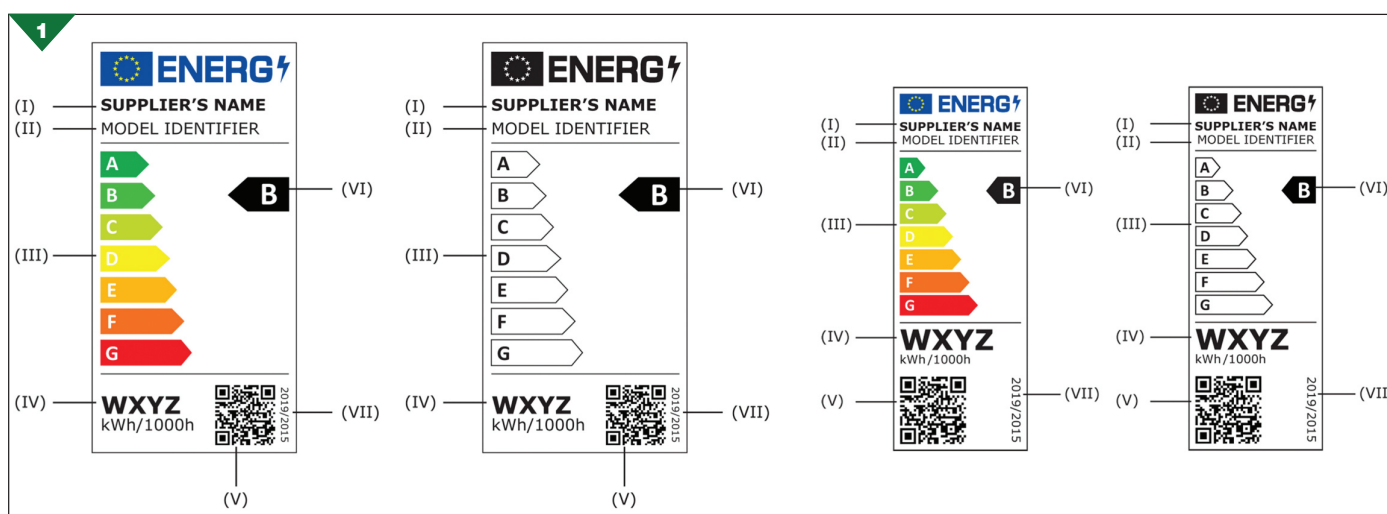 1
ENERG
(I) SUPPLIER'S NAME
(II) MODEL IDENTIFIER
A
B B (VI)
C
(III) D
E
F
G
(IV) WXYZ
kWh/1000h
2019/2015
(VII)
(V)
ENERG
(I) SUPPLIER'S NAME
(II) MODEL IDENTIFIER
A
B B (VI)
C
(III) D
E
F
G
(IV) WXYZ
kWh/1000h
2019/2015
(VII)
(V)
ENERG
(I) SUPPLIER'S NAME
(II) MODEL IDENTIFIER
A
B B (VI)
C
(III)
D
E
F
G
(IV) WXYZ
kWh/1000h
(V)
2019/2015
(VII)
ENERG
(I) SUPPLIER'S NAME
(II) MODEL IDENTIFIER
A
B B (VI)
C
(III)
D
E
F
G
(IV) WXYZ
kWh/1000h
(V)
2019/2015
(VII